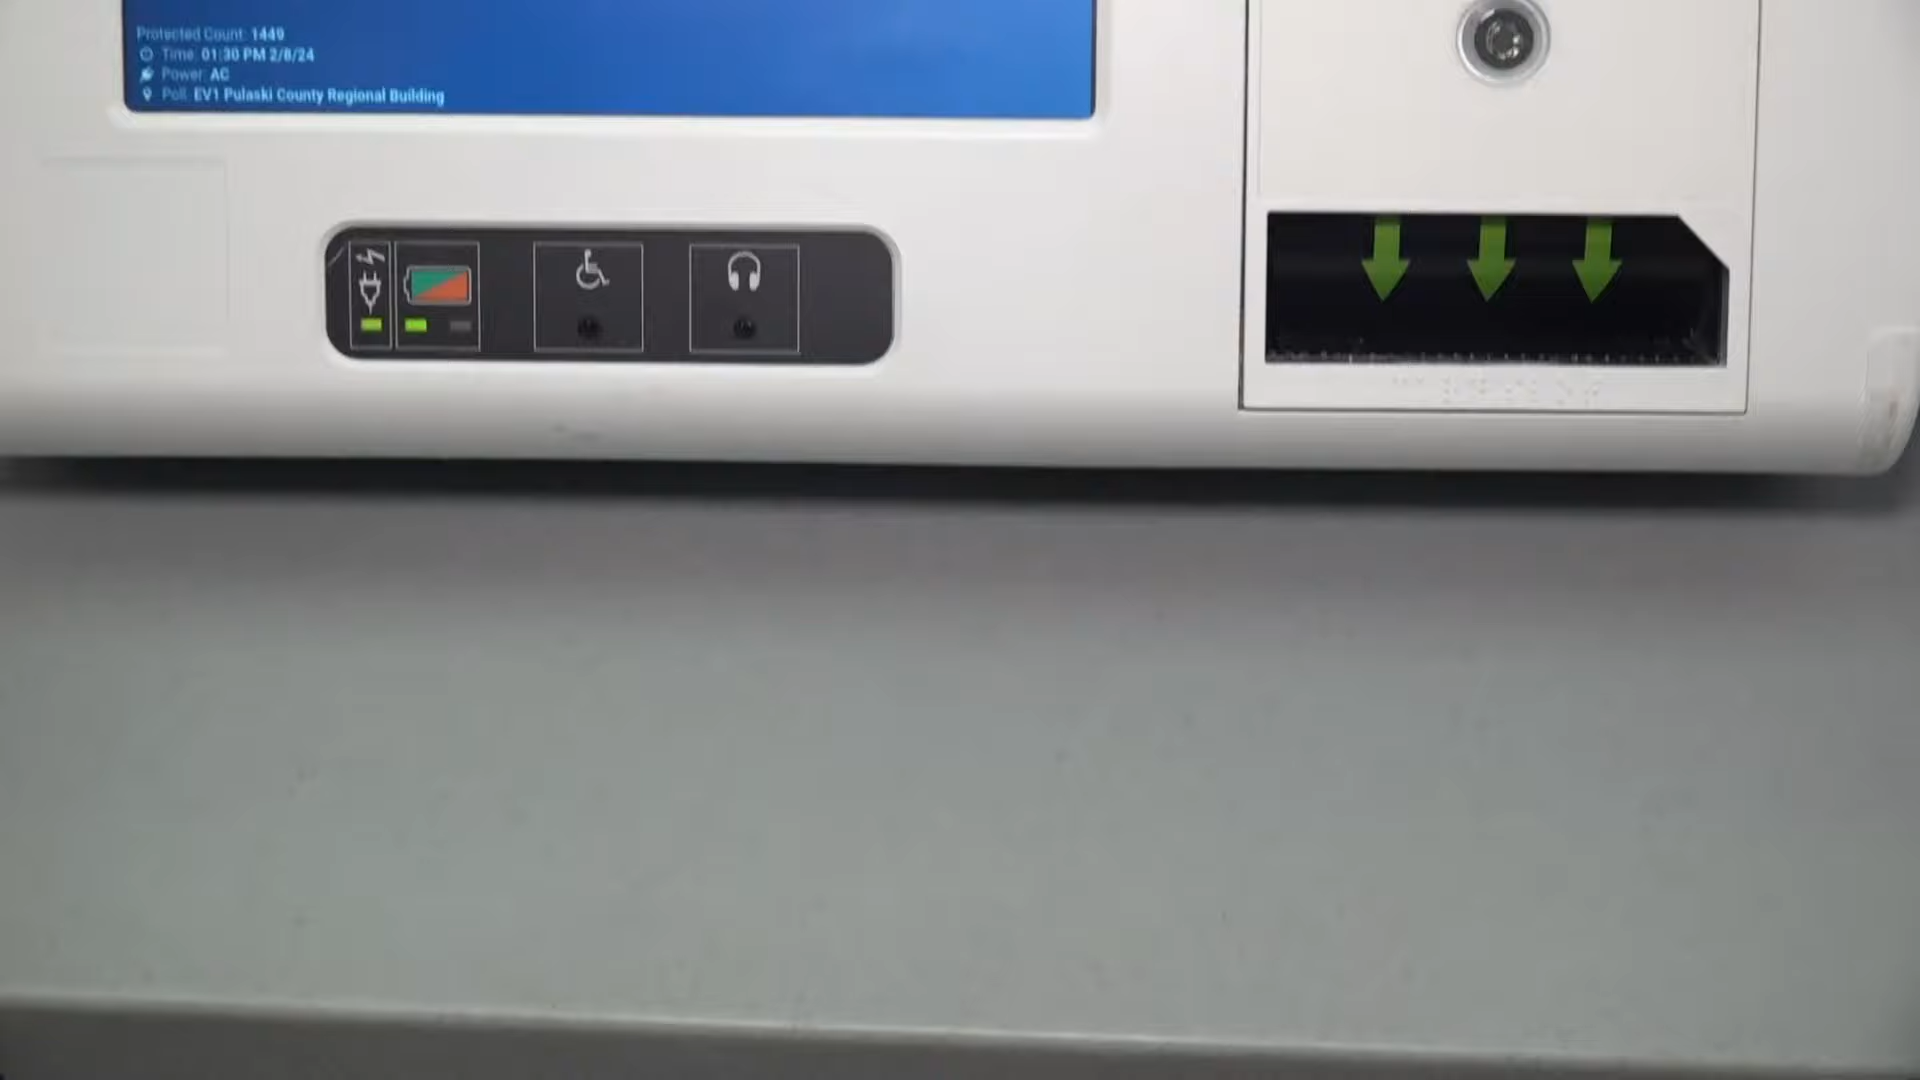 Protected Count: 1449
Time: 01:30 PM 2/8/24
Power: AC
Poll: EV1 Pulaski County Regional Building